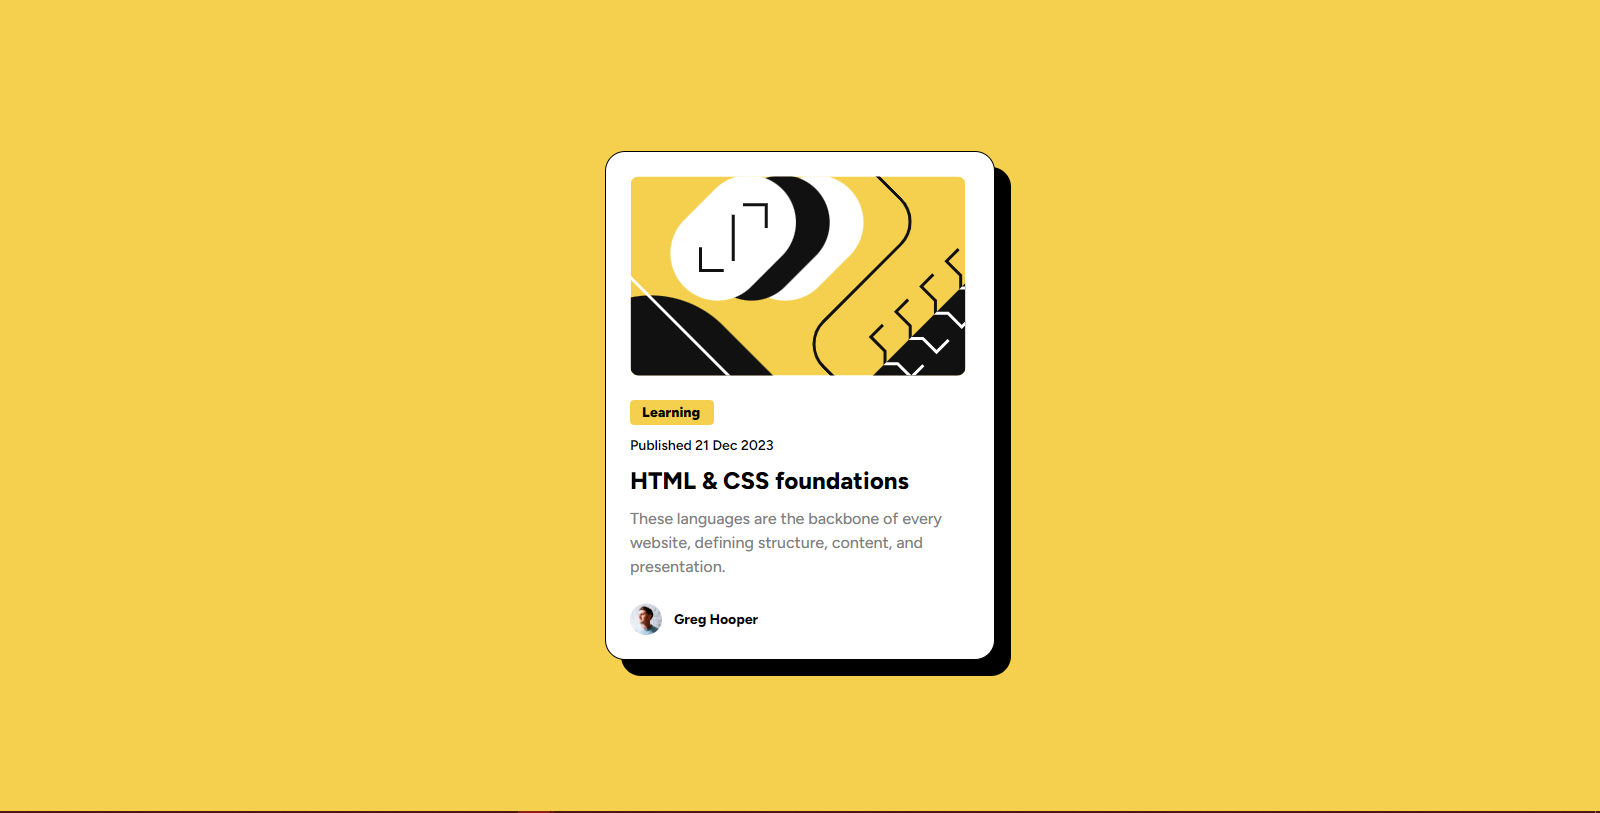 Learning
Published 21 Dec 2023
HTML & CSS foundations
These languages are the backbone of every
website, defining structure, content, and
presentation.
Greg Hooper